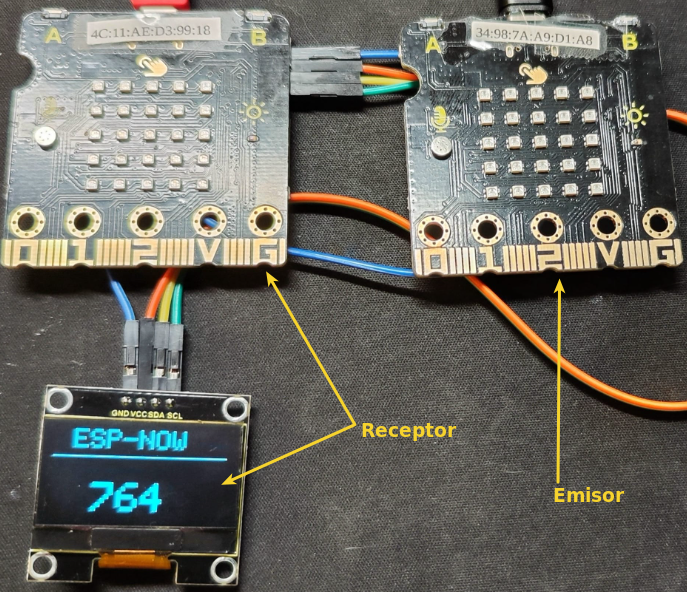 A
4C:11:AE:D3:99:18
B
A
34:98:7A:A9:D1:A8
B
0 1 2 V G
0 1 2 V G
GND VCC SDA SCL
ESP-NOW
764
Receptor
Emisor